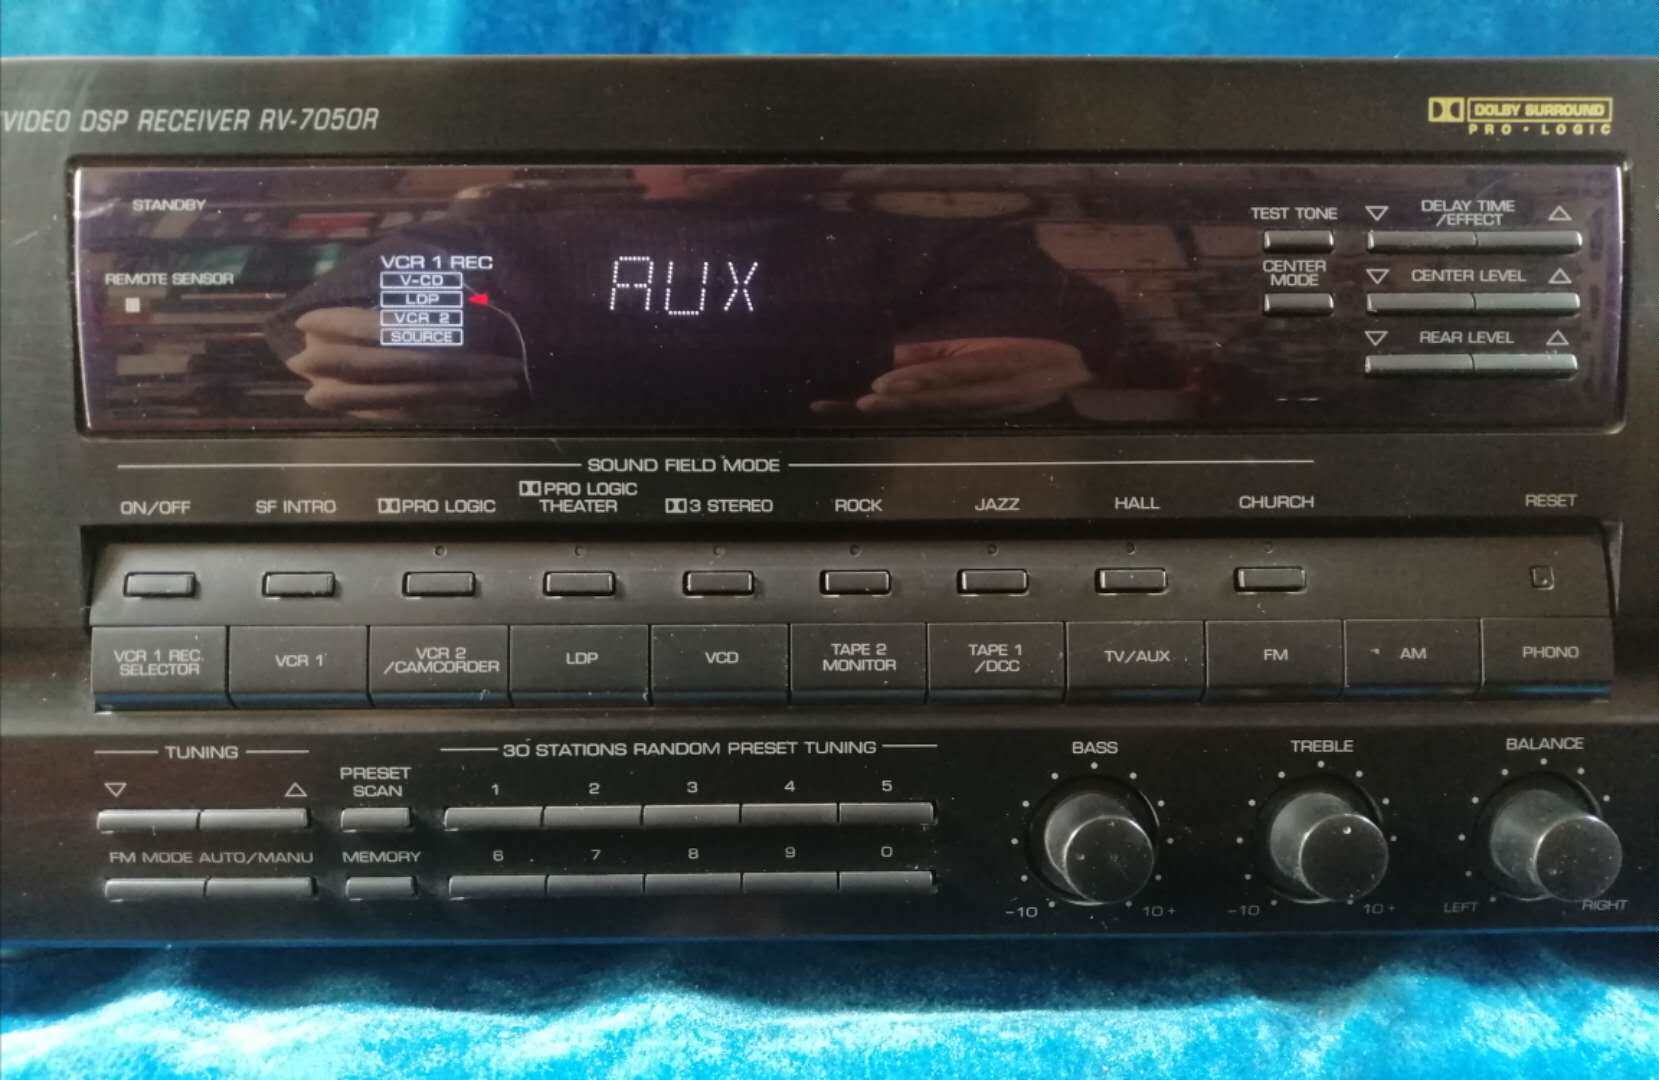 VIDEO DSP RECEIVER RV-7050R
DOLBY SURROUND
PRO·LOGIC
STANDBY
REMOTE SENSOR
VCR 1 REC
V-CD
LDP
VCR 2
SOURCE
AUX
TEST TONE
CENTER
MODE
DELAY TIME
/EFFECT
CENTER LEVEL
REAR LEVEL
SOUND FIELD MODE
ON/OFF
SF INTRO
PRO LOGIC
PRO LOGIC
THEATER
3 STEREO
ROCK
JAZZ
HALL
CHURCH
RESET
VCR 1 REC.
SELECTOR
VCR 1
VCR 2
/CAMCORDER
LDP
VCD
TAPE 2
MONITOR
TAPE 1
/DCC
TV/AUX
FM
AM
PHONO
TUNING
PRESET
SCAN
30 STATIONS RANDOM PRESET TUNING
1 2 3 4 5
FM MODE AUTO/MANU
MEMORY
6 7 8 9 0
BASS
-10 10+
TREBLE
-10 10+
BALANCE
LEFT RIGHT